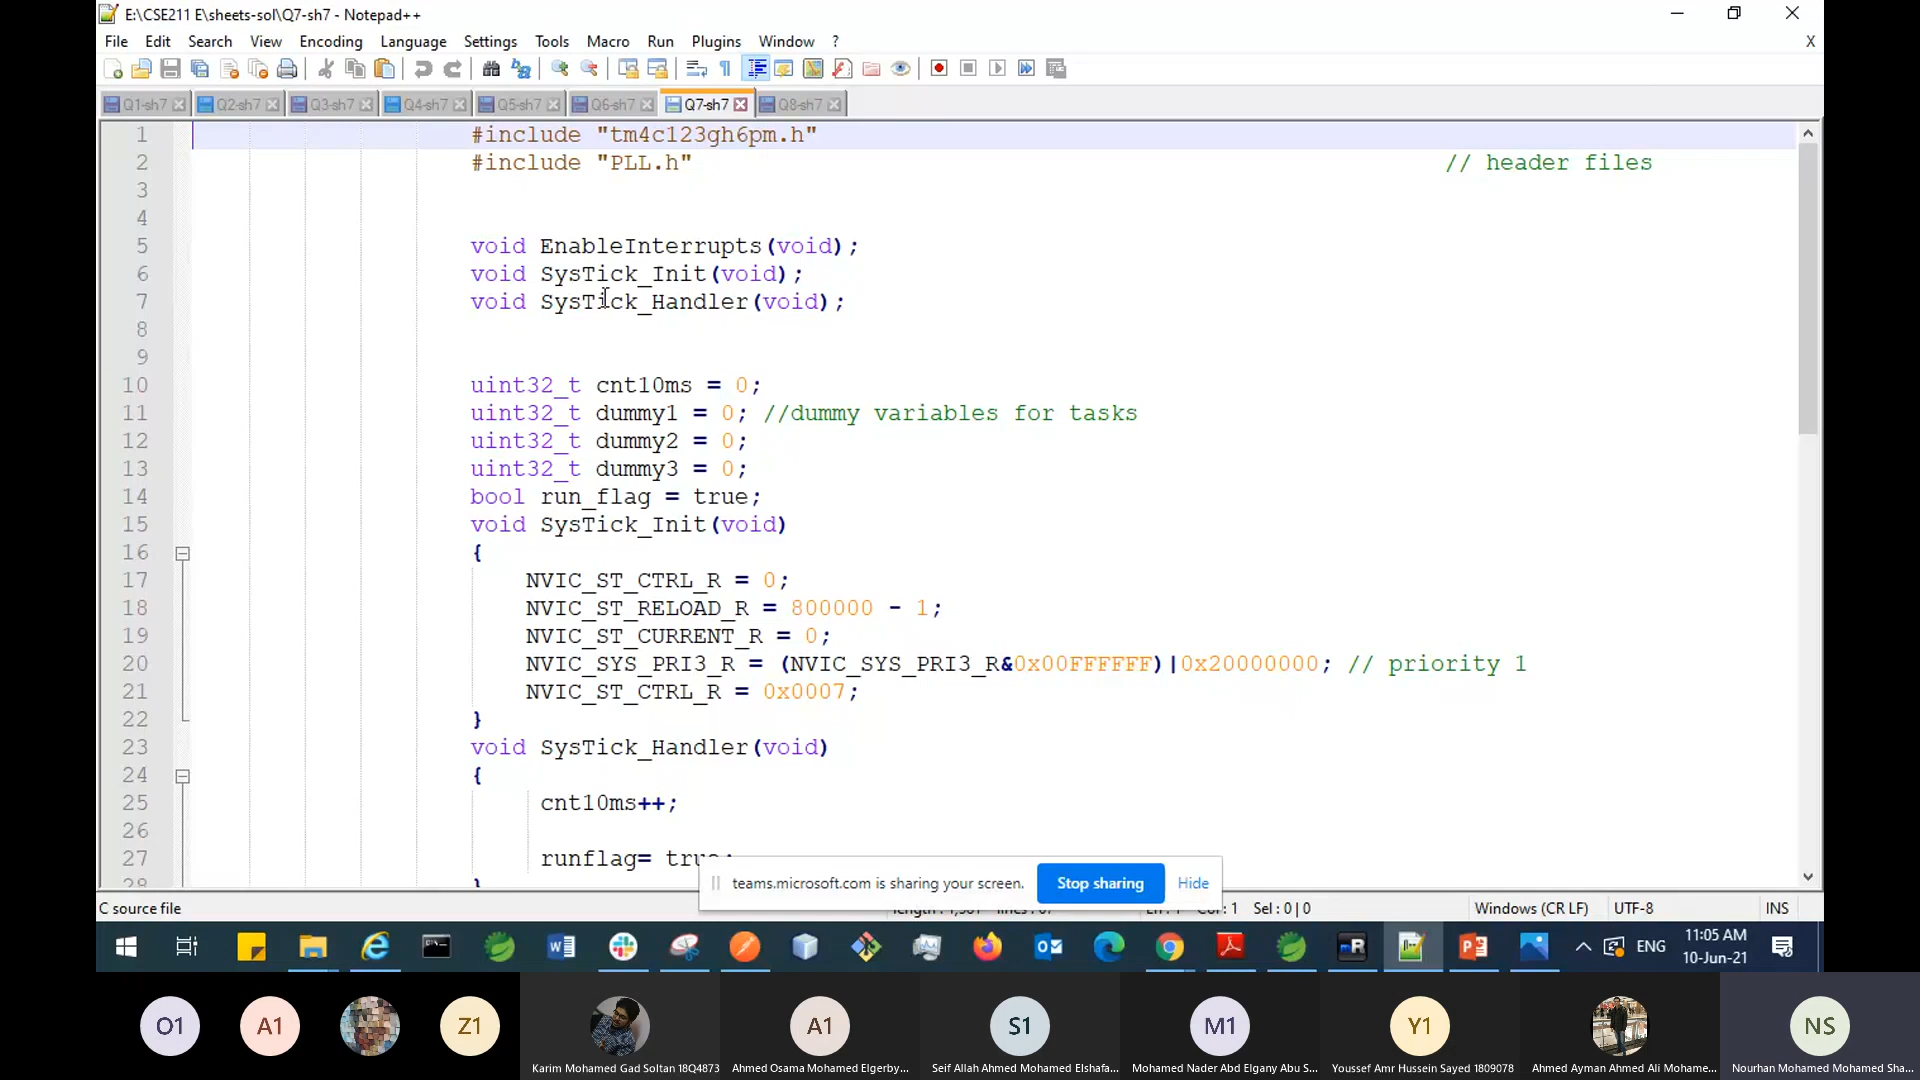 E:\CSE211 E\sheets-sol\Q7-sh7 - Notepad++
File Edit Search View Encoding Language Settings Tools Macro Run Plugins Window ? X
Q1-sh7 Q2-sh7 Q3-sh7 Q4-sh7 Q5-sh7 Q6-sh7 Q7-sh7 Q8-sh7
1 #include "tm4c123gh6pm.h"
2 #include "PLL.h" // header files
3
4
5 void EnableInterrupts(void);
6 void SysTick_Init(void);
7 void SysTick_Handler(void);
8
9
10 uint32_t cnt10ms = 0;
11 uint32_t dummy1 = 0; //dummy variables for tasks
12 uint32_t dummy2 = 0;
13 uint32_t dummy3 = 0;
14 bool run_flag = true;
15 void SysTick_Init(void)
16 {
17 NVIC_ST_CTRL_R = 0;
18 NVIC_ST_RELOAD_R = 800000 - 1;
19 NVIC_ST_CURRENT_R = 0;
20 NVIC_SYS_PRI3_R = (NVIC_SYS_PRI3_R&0x00FFFFFF)|0x20000000; // priority 1
21 NVIC_ST_CTRL_R = 0x0007;
22 }
23 void SysTick_Handler(void)
24 {
25 cnt10ms++;
26
27 runflag= true;
28 }
teams.microsoft.com is sharing your screen. Stop sharing Hide
C source file Sel : 0 | 0 Windows (CR LF) UTF-8 INS
ENG 11:05 AM
10-Jun-21
O1 A1 Z1 A1 S1 M1 Y1 NS
Karim Mohamed Gad Soltan 18Q4873 Ahmed Osama Mohamed Elgerby... Seif Allah Ahmed Mohamed Elshafa... Mohamed Nader Abd Elgany Abu S... Youssef Amr Hussein Sayed 1809078 Ahmed Ayman Ahmed Ali Mohame... Nourhan Mohamed Mohamed Sha...